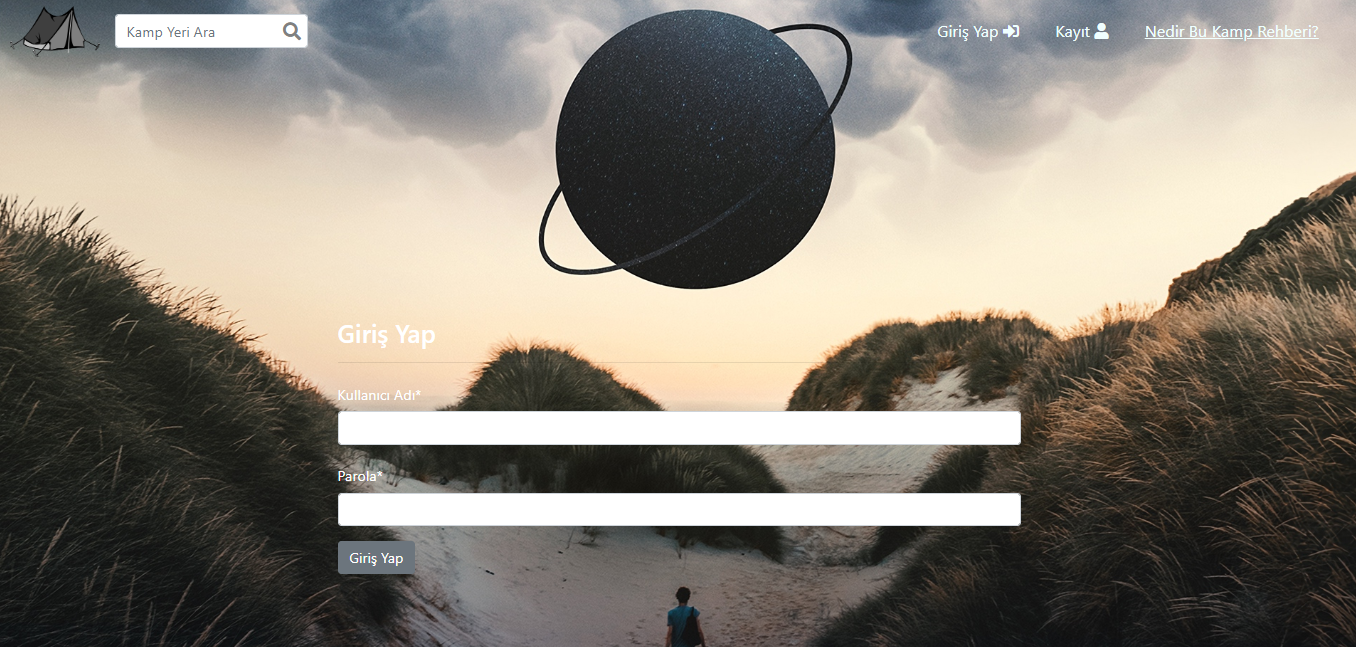 Kamp Yeri Ara
Giriş Yap
Kayıt
Nedir Bu Kamp Rehberi?
Giriş Yap
Kullanıcı Adı*
Parola*
Giriş Yap